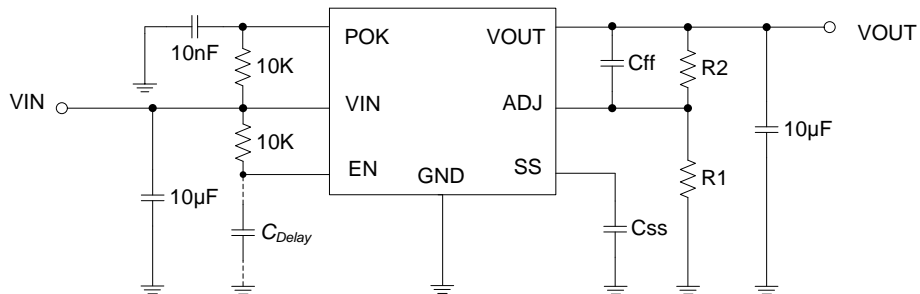 POK
VOUT
VOUT
10nF
10K
Cff
R2
VIN
VIN
ADJ
10K
10µF
EN
GND
SS
R1
10µF
CDelay
Css